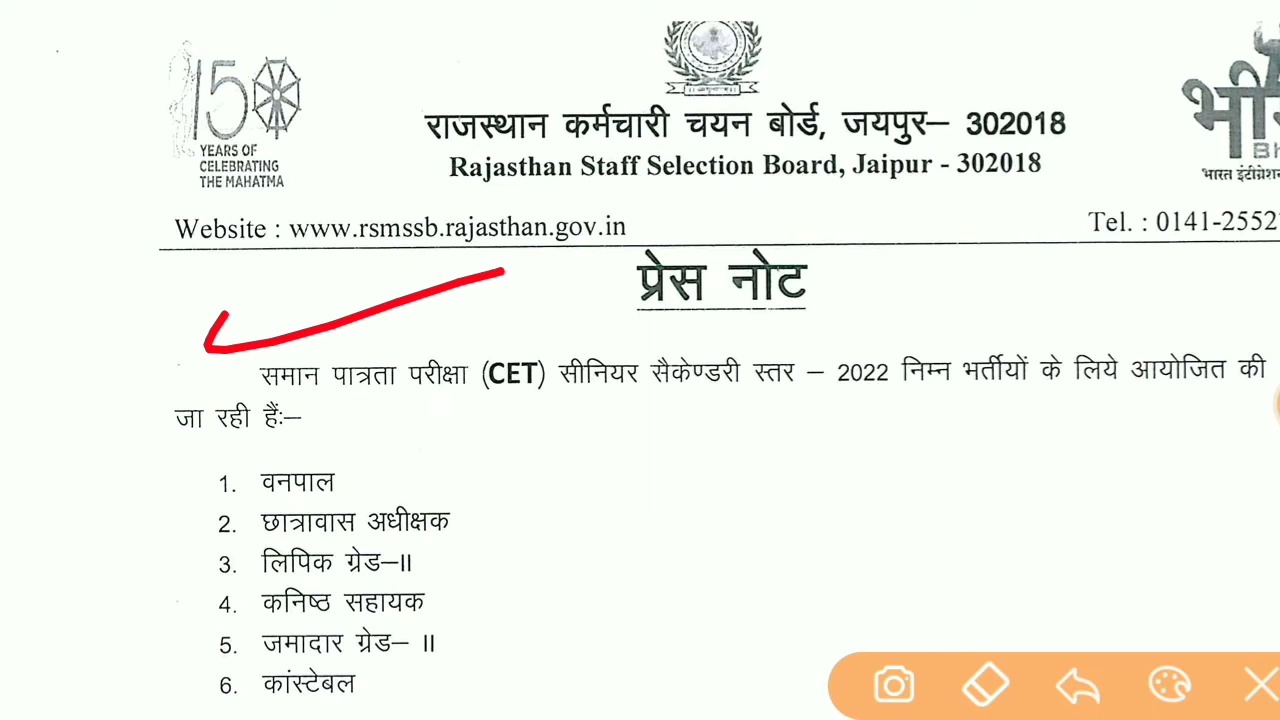 150
YEARS OF
CELEBRATING
THE MAHATMA
राजस्थान कर्मचारी चयन बोर्ड, जयपुर– 302018
Rajasthan Staff Selection Board, Jaipur - 302018
भारत
Website : www.rsmssb.rajasthan.gov.in
Tel. : 0141-2552
प्रेस नोट
समान पात्रता परीक्षा (CET) सीनियर सैकेण्डरी स्तर – 2022 निम्न भर्तीयों के लिये आयोजित की
जा रही हैं:–
1. वनपाल
2. छात्रावास अधीक्षक
3. लिपिक ग्रेड–II
4. कनिष्ठ सहायक
5. जमादार ग्रेड– II
6. कांस्टेबल